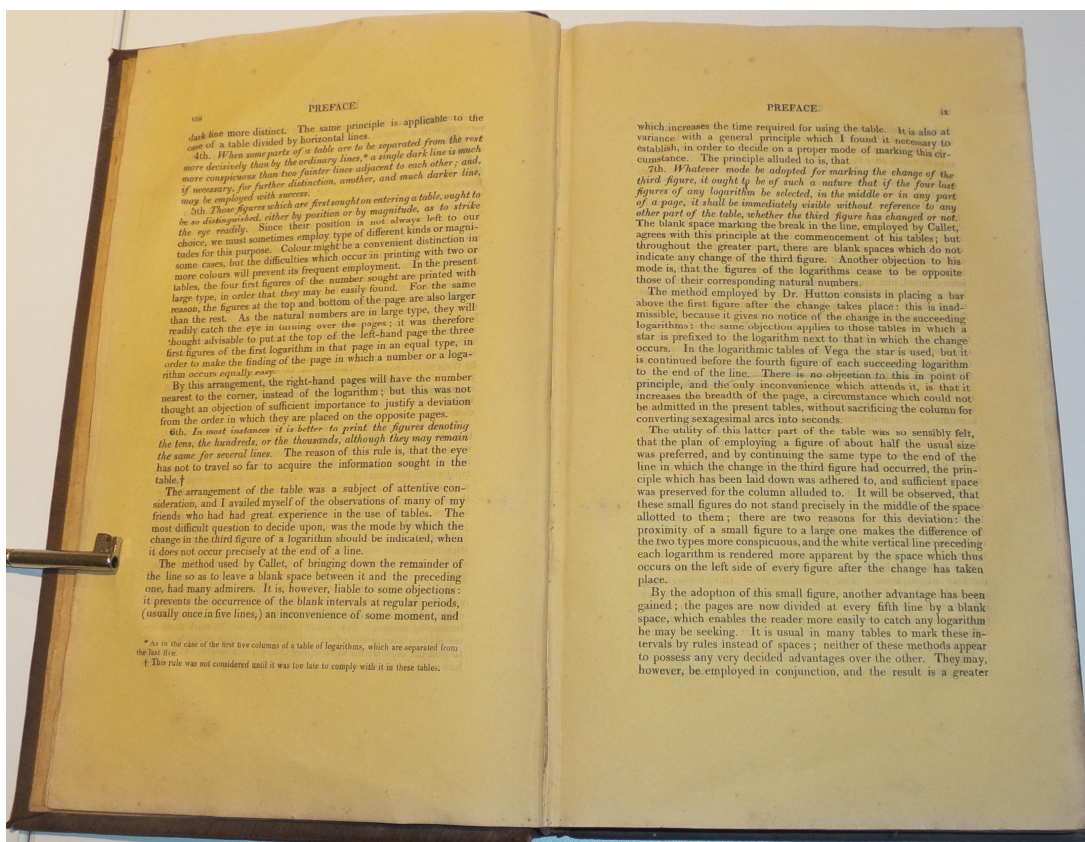 viii
PREFACE.
dark line more distinct. The same principle is applicable to the
case of a table divided by horizontal lines.
4th. When some parts of a table are to be separated from the rest
more decisively than by the ordinary lines,* a single dark line is much
more conspicuous than two fainter lines adjacent to each other; and,
if necessary, for further distinction, another, and much darker line,
may be employed with success.
5th Those figures which are first sought on entering a table, ought to
be so distinguished, either by position or by magnitude, as to strike
the eye readily. Since their position is not always left to our
choice, we must sometimes employ type of different kinds or magni-
tudes for this purpose. Colour might be a convenient distinction in
some cases, but the difficulties which occur in printing with two or
more colours will prevent its frequent employment. In the present
tables, the four first figures of the number sought are printed with
large type, in order that they may be easily found. For the same
reason, the figures at the top and bottom of the page are also larger
than the rest. As the natural numbers are in large type, they will
readily catch the eye in turning over the pages; it was therefore
thought advisable to put at the top of the left-hand page the three
first figures of the first logarithm in that page in an equal type, in
order to make the finding of the page in which a number or a loga-
rithm occurs equally easy.
By this arrangement, the right-hand pages will have the number
nearest to the corner, instead of the logarithm; but this was not
thought an objection of sufficient importance to justify a deviation
from the order in which they are placed on the opposite pages.
6th. In most instances it is better to print the figures denoting
the tens, the hundreds, or the thousands, although they may remain
the same for several lines. The reason of this rule is, that the eye
has not to travel so far to acquire the information sought in the
table.†
The arrangement of the table was a subject of attentive con-
sideration, and I availed myself of the observations of many of my
friends who had had great experience in the use of tables. The
most difficult question to decide upon, was the mode by which the
change in the third figure of a logarithm should be indicated, when
it does not occur precisely at the end of a line.
The method used by Callet, of bringing down the remainder of
the line so as to leave a blank space between it and the preceding
one, had many admirers. It is, however, liable to some objections:
it prevents the occurrence of the blank intervals at regular periods,
(usually once in five lines,) an inconvenience of some moment, and
* As in the case of the first five columns of a table of logarithms, which are separated from
the last five.
† This rule was not considered until it was too late to comply with it in these tables.
PREFACE.
ix
which increases the time required for using the table. It is also at
variance with a general principle which I found it necessary to
establish, in order to decide on a proper mode of marking this cir-
cumstance. The principle alluded to is, that
7th. Whatever mode be adopted for marking the change of the
third figure, it ought to be of such a nature that if the four last
figures of any logarithm be selected, in the middle or in any part
of a page, it shall be immediately visible without reference to any
other part of the table, whether the third figure has changed or not.
The blank space marking the break in the line, employed by Callet,
agrees with this principle at the commencement of his tables; but
throughout the greater part, there are blank spaces which do not
indicate any change of the third figure. Another objection to his
mode is, that the figures of the logarithms cease to be opposite
those of their corresponding natural numbers.
The method employed by Dr. Hutton consists in placing a bar
above the first figure after the change takes place: this is inad-
missible, because it gives no notice of the change in the succeeding
logarithms: the same objection applies to those tables in which a
star is prefixed to the logarithm next to that in which the change
occurs. In the logarithmic tables of Vega the star is used, but it
is continued before the fourth figure of each succeeding logarithm
to the end of the line. There is no objection to this in point of
principle, and the only inconvenience which attends it, is that it
increases the breadth of the page, a circumstance which could not
be admitted in the present tables, without sacrificing the column for
converting sexagesimal arcs into seconds.
The utility of this latter part of the table was so sensibly felt,
that the plan of employing a figure of about half the usual size
was preferred, and by continuing the same type to the end of the
line in which the change in the third figure had occurred, the prin-
ciple which has been laid down was adhered to, and sufficient space
was preserved for the column alluded to. It will be observed, that
these small figures do not stand precisely in the middle of the space
allotted to them; there are two reasons for this deviation: the
proximity of a small figure to a large one makes the difference of
the two types more conspicuous, and the white vertical line preceding
each logarithm is rendered more apparent by the space which thus
occurs on the left side of every figure after the change has taken
place.
By the adoption of this small figure, another advantage has been
gained; the pages are now divided at every fifth line by a blank
space, which enables the reader more easily to catch any logarithm
he may be seeking. It is usual in many tables to mark these in-
tervals by rules instead of spaces; neither of these methods appear
to possess any very decided advantages over the other. They may,
however, be employed in conjunction, and the result is a greater